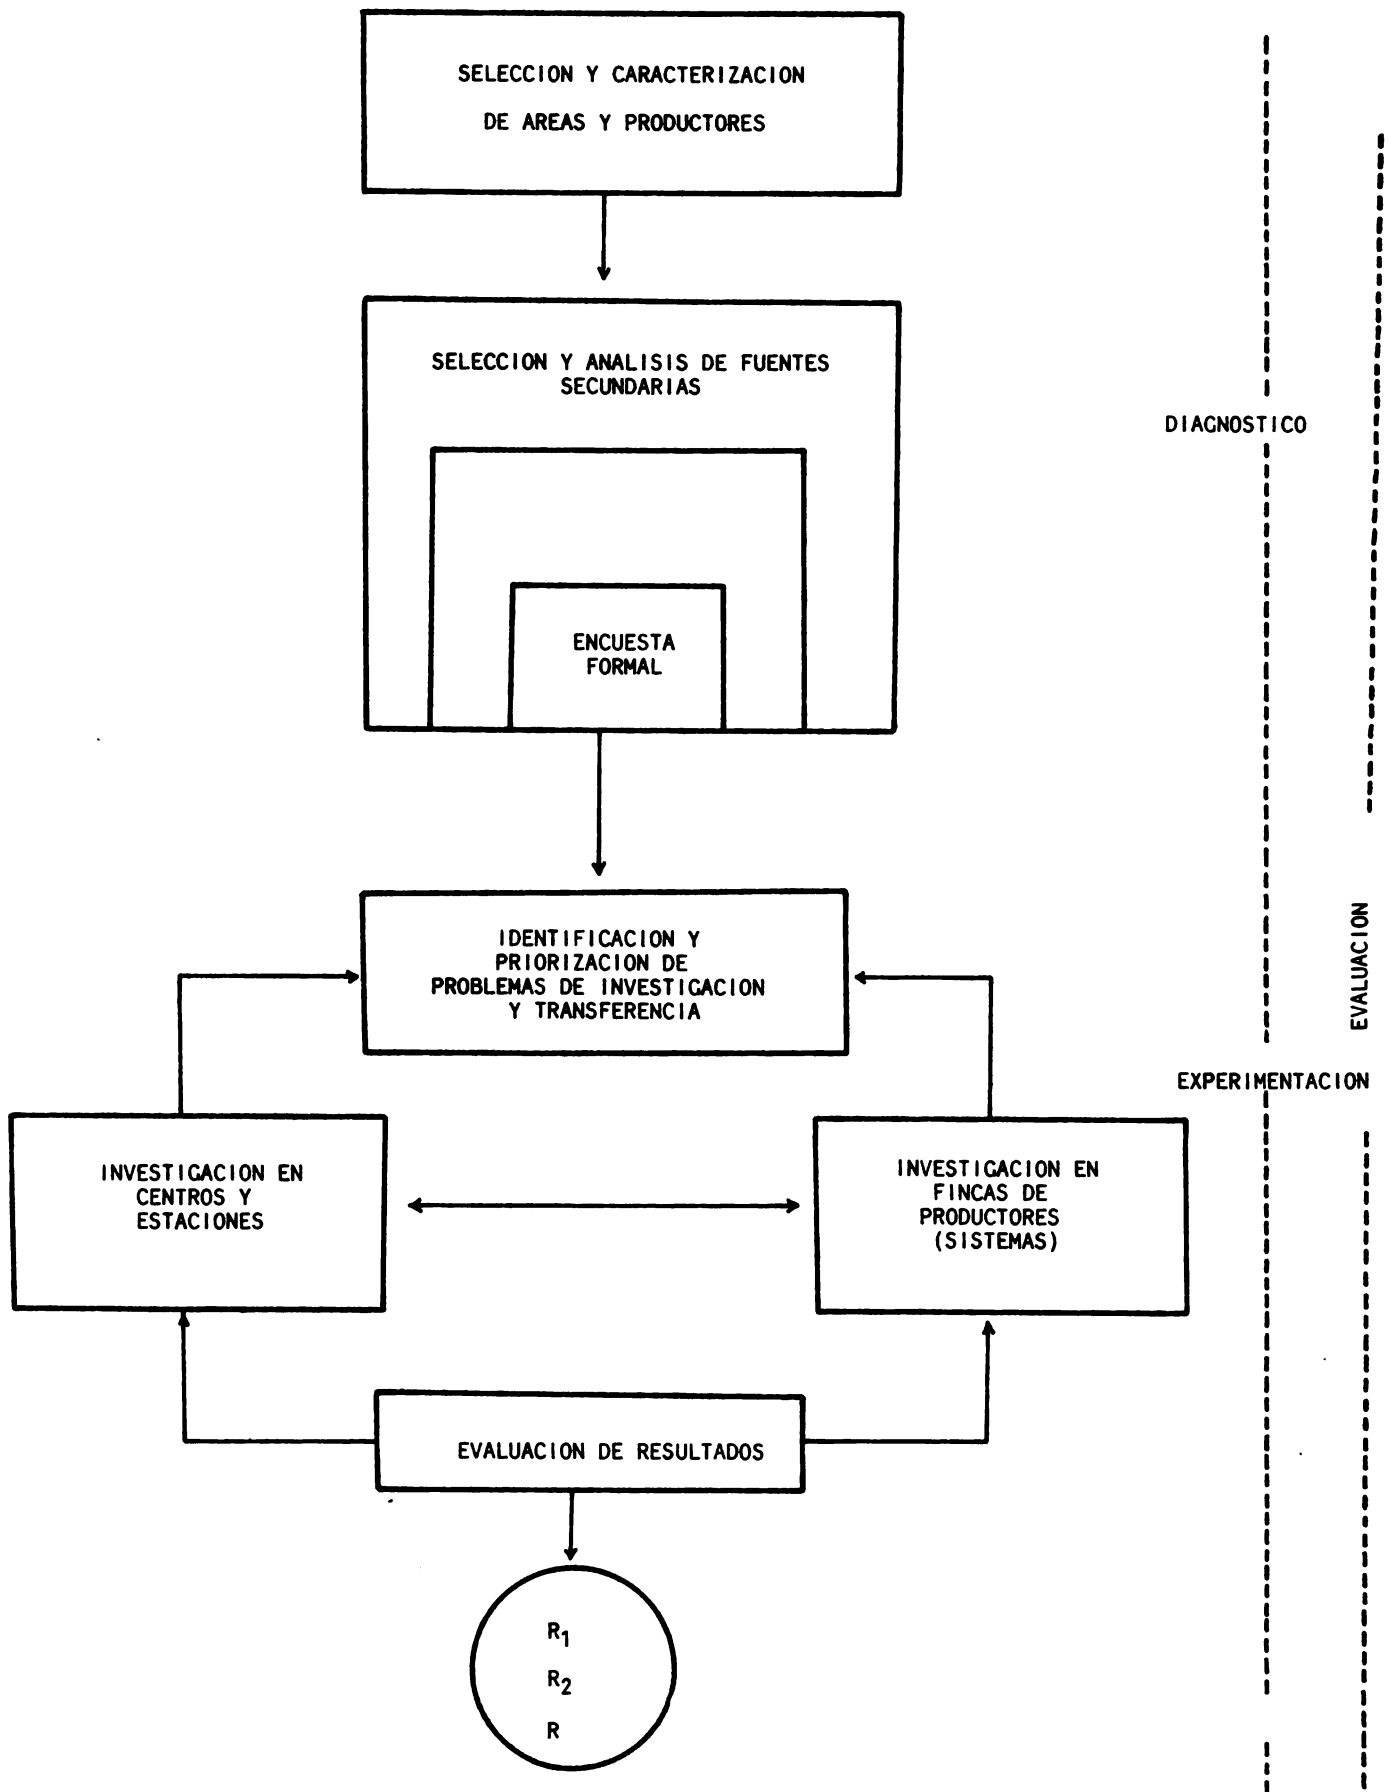 SELECCION Y CARACTERIZACION
DE AREAS Y PRODUCTORES
SELECCION Y ANALISIS DE FUENTES
SECUNDARIAS
DIAGNOSTICO
ENCUESTA
FORMAL
IDENTIFICACION Y
PRIORIZACION DE
PROBLEMAS DE INVESTIGACION
Y TRANSFERENCIA
EVALUACION
EXPERIMENTACION
INVESTIGACION EN
CENTROS Y
ESTACIONES
INVESTIGACION EN
FINCAS DE
PRODUCTORES
(SISTEMAS)
EVALUACION DE RESULTADOS
R1
R2
R